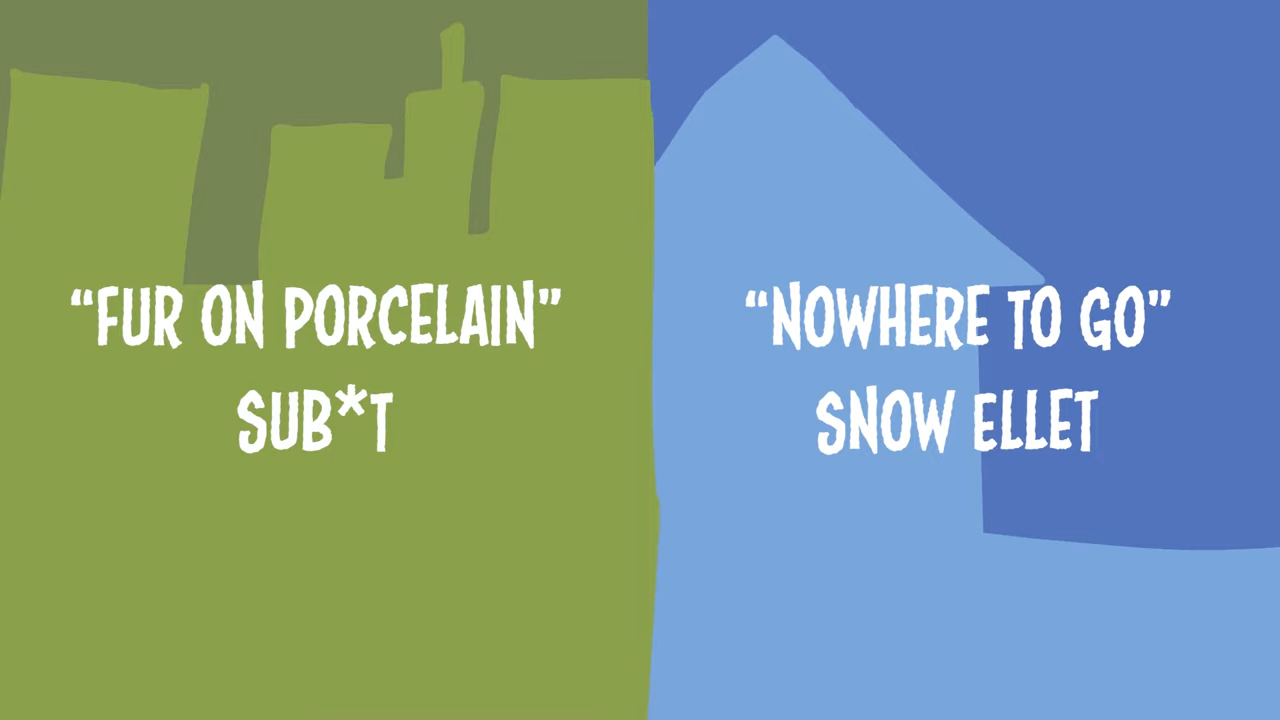 “FUR ON PORCELAIN”
SUB*T
“NOWHERE TO GO”
SNOW ELLET